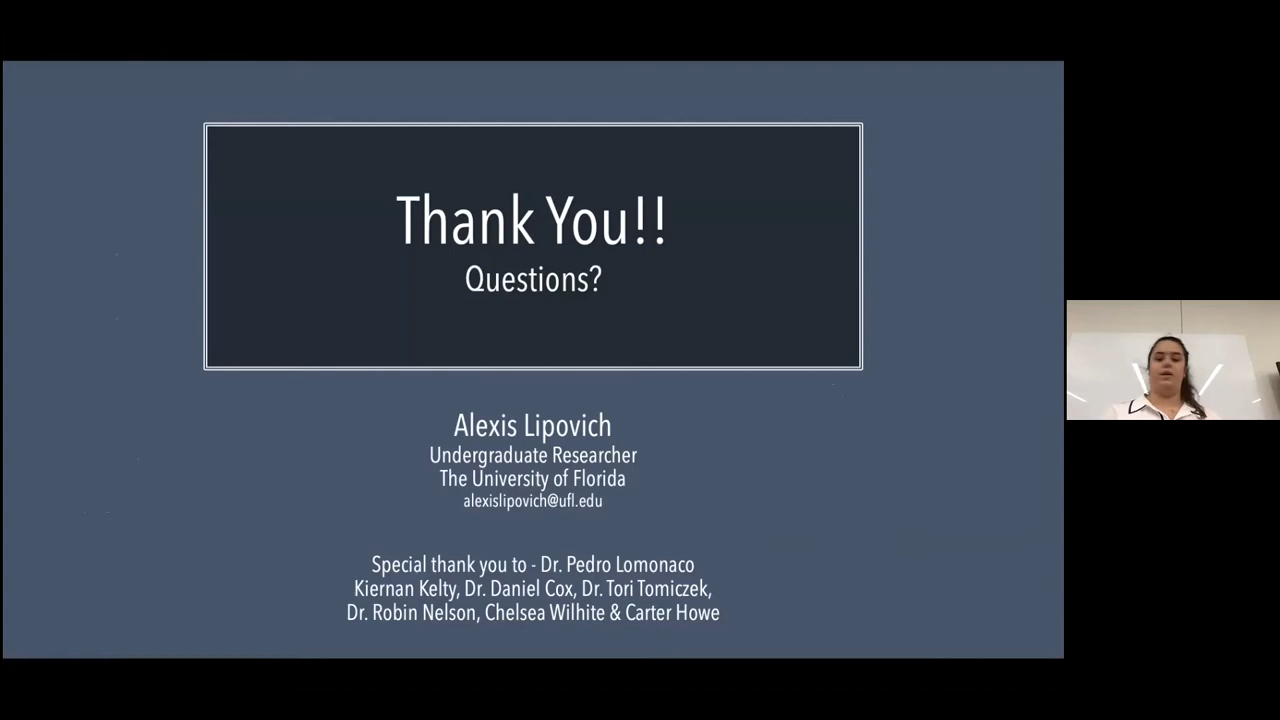 Thank You!!
Questions?
Alexis Lipovich
Undergraduate Researcher
The University of Florida
alexislipovich@ufl.edu
Special thank you to - Dr. Pedro Lomonaco
Kiernan Kelty, Dr. Daniel Cox, Dr. Tori Tomiczek,
Dr. Robin Nelson, Chelsea Wilhite & Carter Howe